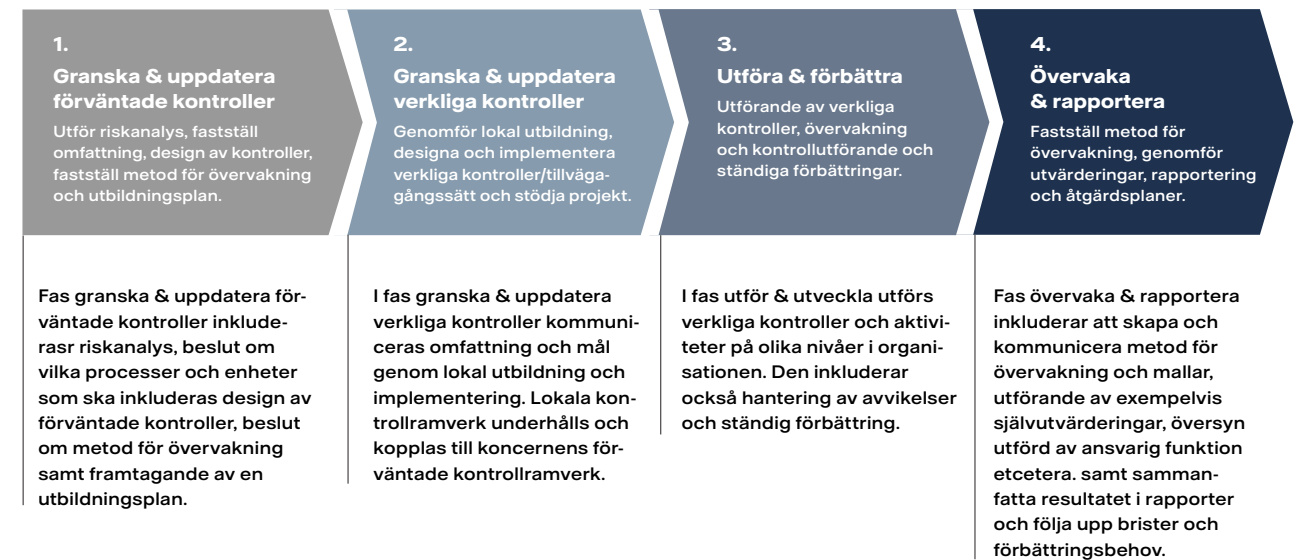 1.
Granska & uppdatera
förväntade kontroller
Utför riskanalys, fastställ
omfattning, design av kontroller,
fastställ metod för övervakning
och utbildningsplan.
2.
Granska & uppdatera
verkliga kontroller
Genomför lokal utbildning,
designa och implementera
verkliga kontroller/tillväga-
gångssätt och stödja projekt.
3.
Utföra & förbättra
Utförande av verkliga
kontroller, övervakning
och kontrollutförande och
ständiga förbättringar.
4.
Övervaka
& rapportera
Fastställ metod för
övervakning, genomför
utvärderingar, rapportering
och åtgärdsplaner.
Fas granska & uppdatera för-
väntade kontroller inklude-
rasr riskanalys, beslut om
vilka processer och enheter
som ska inkluderas design av
förväntade kontroller, beslut
om metod för övervakning
samt framtagande av en
utbildningsplan.
I fas granska & uppdatera
verkliga kontroller kommuni-
ceras omfattning och mål
genom lokal utbildning och
implementering. Lokala kon-
trollramverk underhålls och
kopplas till koncernens för-
väntade kontrollramverk.
I fas utför & utveckla utförs
verkliga kontroller och aktivi-
teter på olika nivåer i organi-
sationen. Den inkluderar
också hantering av avvikelser
och ständig förbättring.
Fas övervaka & rapportera
inkluderar att skapa och
kommunicera metod för
övervakning och mallar,
utförande av exempelvis
självutvärderingar, översyn
utförd av ansvarig funktion
etcetera. samt samman-
fatta resultatet i rapporter
och följa upp brister och
förbättringsbehov.